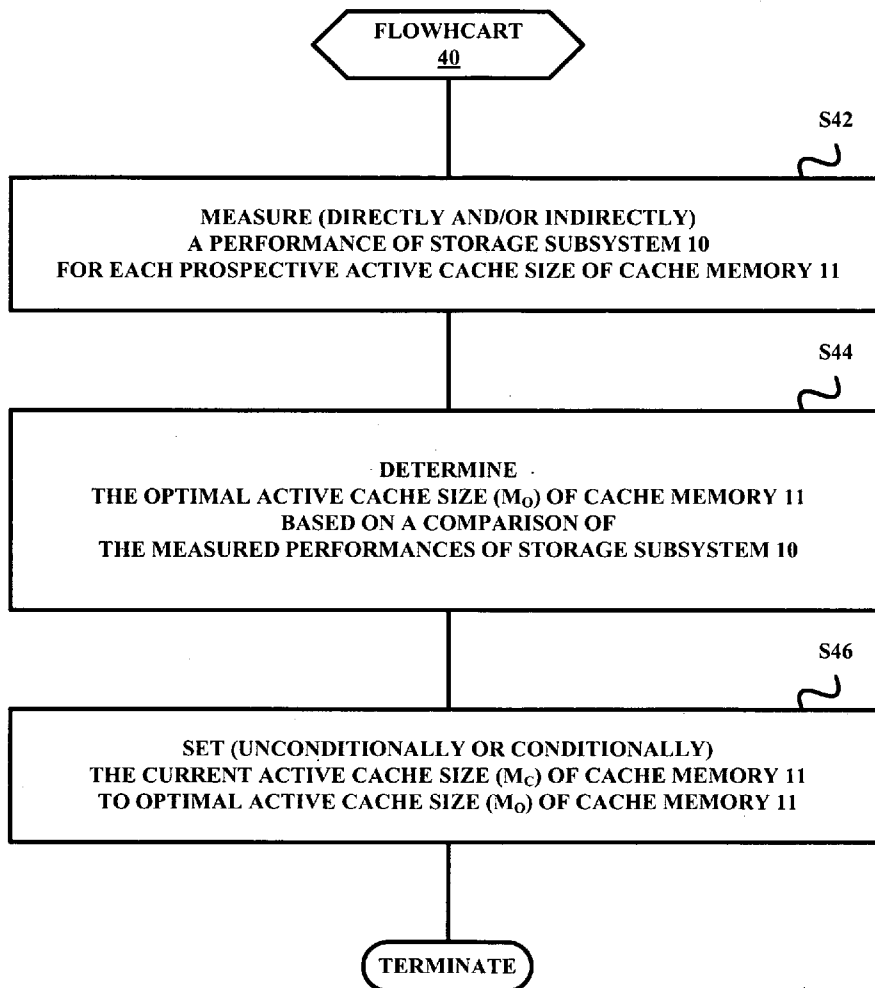 FLOWHCART
40
S42
MEASURE (DIRECTLY AND/OR INDIRECTLY)
A PERFORMANCE OF STORAGE SUBSYSTEM 10
FOR EACH PROSPECTIVE ACTIVE CACHE SIZE OF CACHE MEMORY 11
S44
DETERMINE
THE OPTIMAL ACTIVE CACHE SIZE (MO) OF CACHE MEMORY 11
BASED ON A COMPARISON OF
THE MEASURED PERFORMANCES OF STORAGE SUBSYSTEM 10
S46
SET (UNCONDITIONALLY OR CONDITIONALLY)
THE CURRENT ACTIVE CACHE SIZE (MC) OF CACHE MEMORY 11
TO OPTIMAL ACTIVE CACHE SIZE (MO) OF CACHE MEMORY 11
TERMINATE